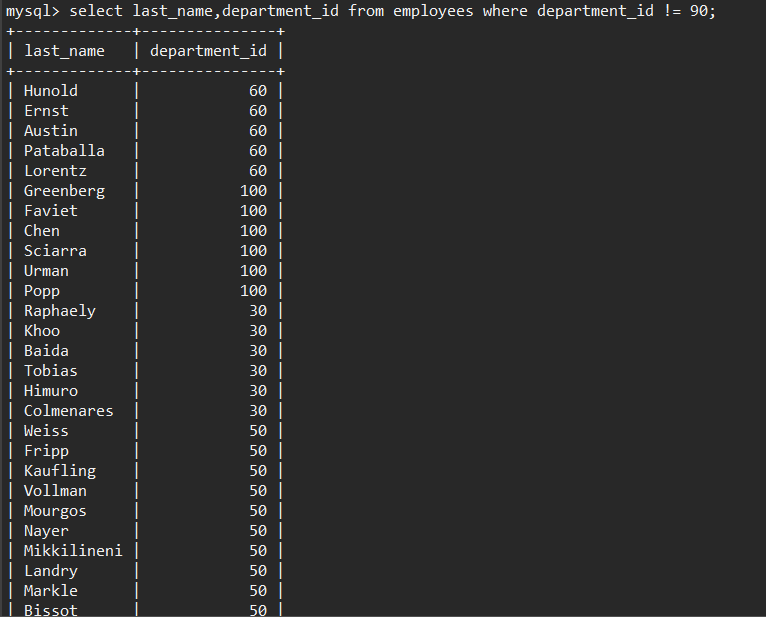 mysql> select last_name,department_id from employees where department_id != 90;
+-------------+---------------+
| last_name   | department_id |
+-------------+---------------+
| Hunold      |            60 |
| Ernst       |            60 |
| Austin      |            60 |
| Pataballa   |            60 |
| Lorentz     |            60 |
| Greenberg   |           100 |
| Faviet      |           100 |
| Chen        |           100 |
| Sciarra     |           100 |
| Urman       |           100 |
| Popp        |           100 |
| Raphaely    |            30 |
| Khoo        |            30 |
| Baida       |            30 |
| Tobias      |            30 |
| Himuro      |            30 |
| Colmenares  |            30 |
| Weiss       |            50 |
| Fripp       |            50 |
| Kaufling    |            50 |
| Vollman     |            50 |
| Mourgos     |            50 |
| Nayer       |            50 |
| Mikkilineni |            50 |
| Landry      |            50 |
| Markle      |            50 |
| Bissot      |            50 |